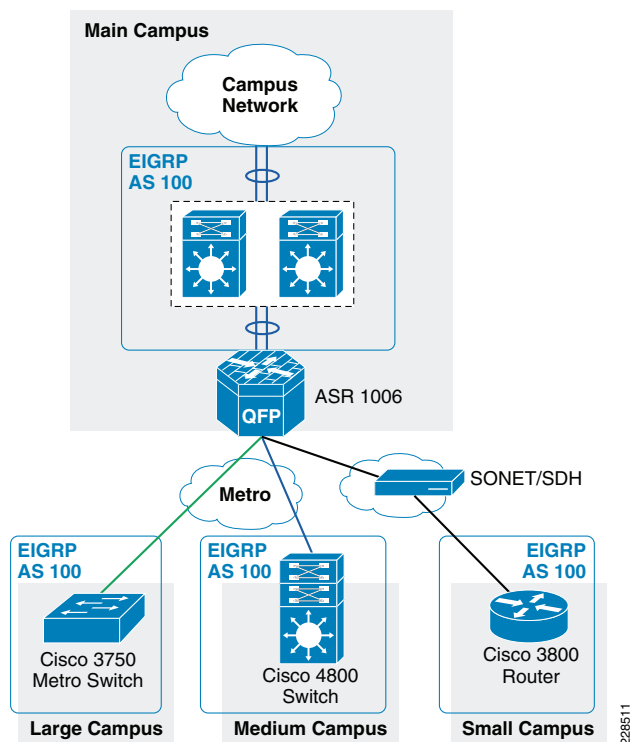 Main Campus
Campus
Network
EIGRP
AS 100
QFP
ASR 1006
Metro
SONET/SDH
EIGRP
AS 100
EIGRP
AS 100
EIGRP
AS 100
Cisco 3750
Metro Switch
Cisco 4800
Switch
Cisco 3800
Router
Large Campus
Medium Campus
Small Campus
228511